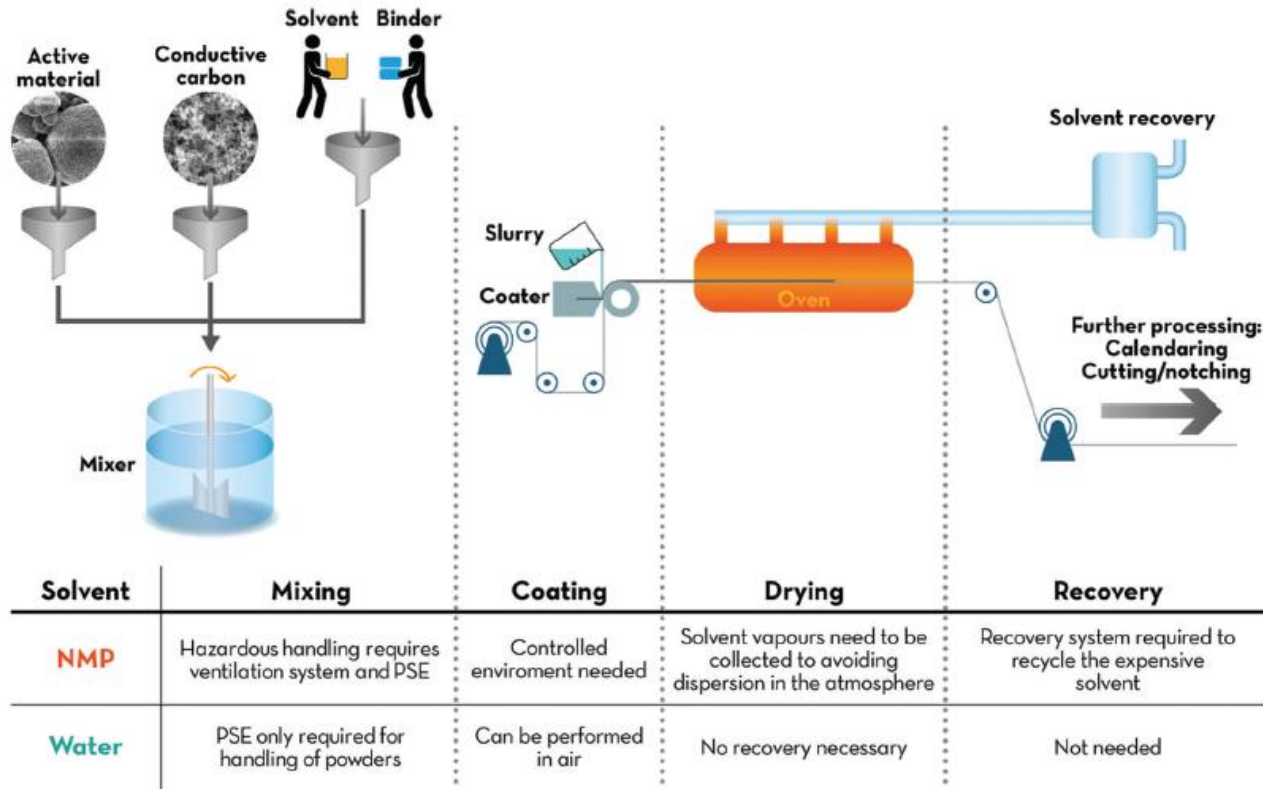 Solvent
Binder
Active
material
Conductive
carbon
Solvent recovery
Slurry
Coater
Oven
Further processing:
Calendaring
Cutting/notching
Mixer
Solvent
Mixing
Coating
Drying
Recovery
NMP
Hazardous handling requires
ventilation system and PSE
Controlled
enviroment needed
Solvent vapours need to be
collected to avoiding
dispersion in the atmosphere
Recovery system required to
recycle the expensive
solvent
Water
PSE only required for
handling of powders
Can be performed
in air
No recovery necessary
Not needed